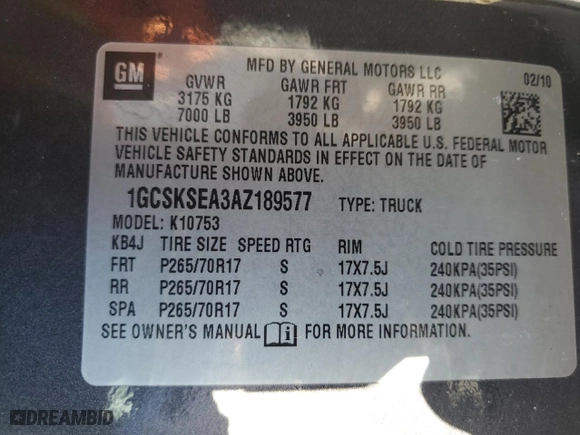 GM
MFD BY GENERAL MOTORS LLC
02/10
GVWR GAWR FRT GAWR RR
3175 KG 1792 KG 1792 KG
7000 LB 3950 LB 3950 LB
THIS VEHICLE CONFORMS TO ALL APPLICABLE U.S. FEDERAL MOTOR
VEHICLE SAFETY STANDARDS IN EFFECT ON THE DATE OF
MANUFACTURE SHOWN ABOVE.
1GCSKSEA3AZ189577 TYPE: TRUCK
MODEL: K10753
KB4J TIRE SIZE SPEED RTG RIM COLD TIRE PRESSURE
FRT P265/70R17 S 17X7.5J 240KPA(35PSI)
RR P265/70R17 S 17X7.5J 240KPA(35PSI)
SPA P265/70R17 S 17X7.5J 240KPA(35PSI)
SEE OWNER'S MANUAL FOR MORE INFORMATION.
DREAMBID